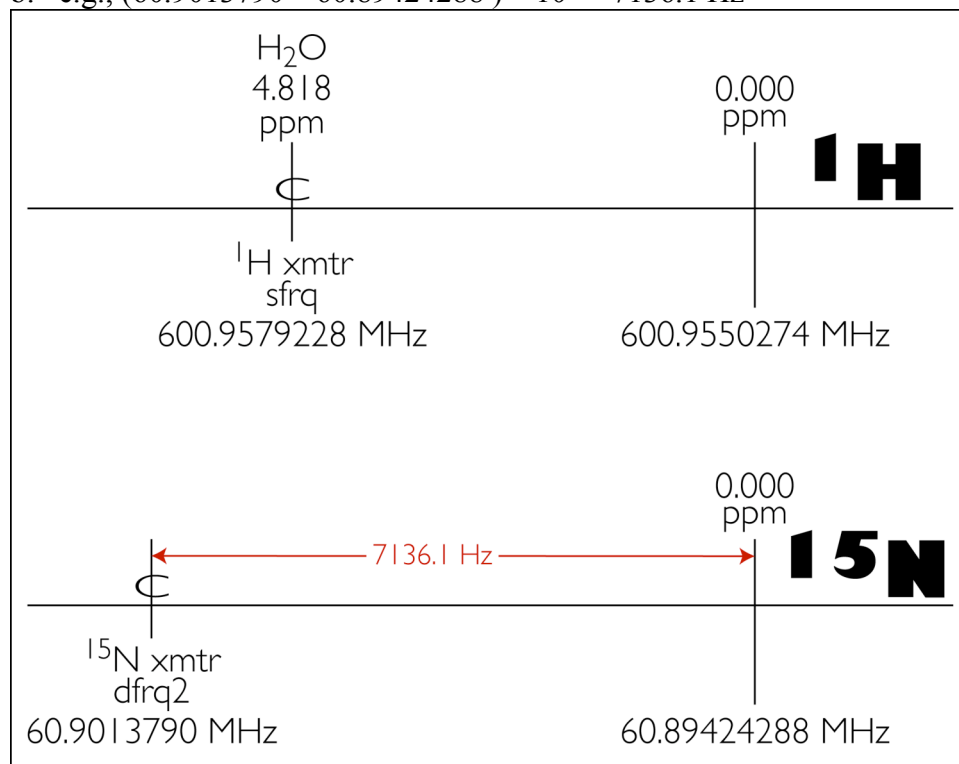 H₂O
4.818
ppm
0.000
ppm
¹H
C
¹H xmtr
sfrq
600.9579228 MHz
600.9550274 MHz
0.000
ppm
7136.1 Hz
15N
C
¹⁵N xmtr
dfrq2
60.9013790 MHz
60.89424288 MHz